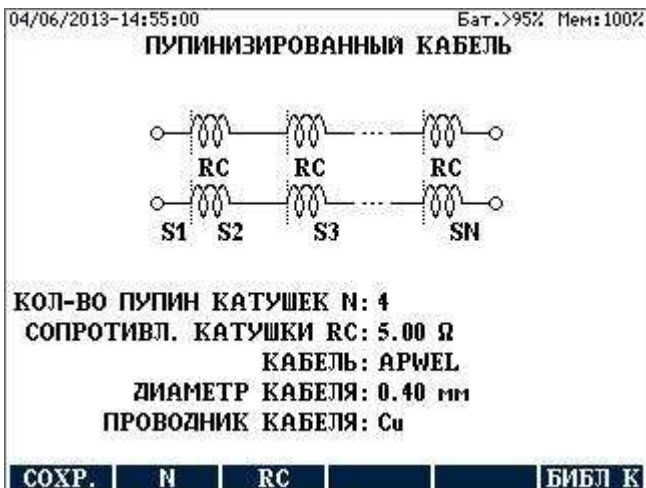 04/06/2013-14:55:00 Бат.>95% Мем:100%
ПУПИНИЗИРОВАННЫЙ КАБЕЛЬ
RC RC RC
S1 S2 S3 SN
КОЛ-ВО ПУПИН КАТУШЕК N: 4
СОПРОТИВЛ. КАТУШКИ RC: 5.00 Ω
КАБЕЛЬ: APWEL
ДИАМЕТР КАБЕЛЯ: 0.40 мм
ПРОВОДНИК КАБЕЛЯ: Cu
СОХР. N RC БИБЛ К